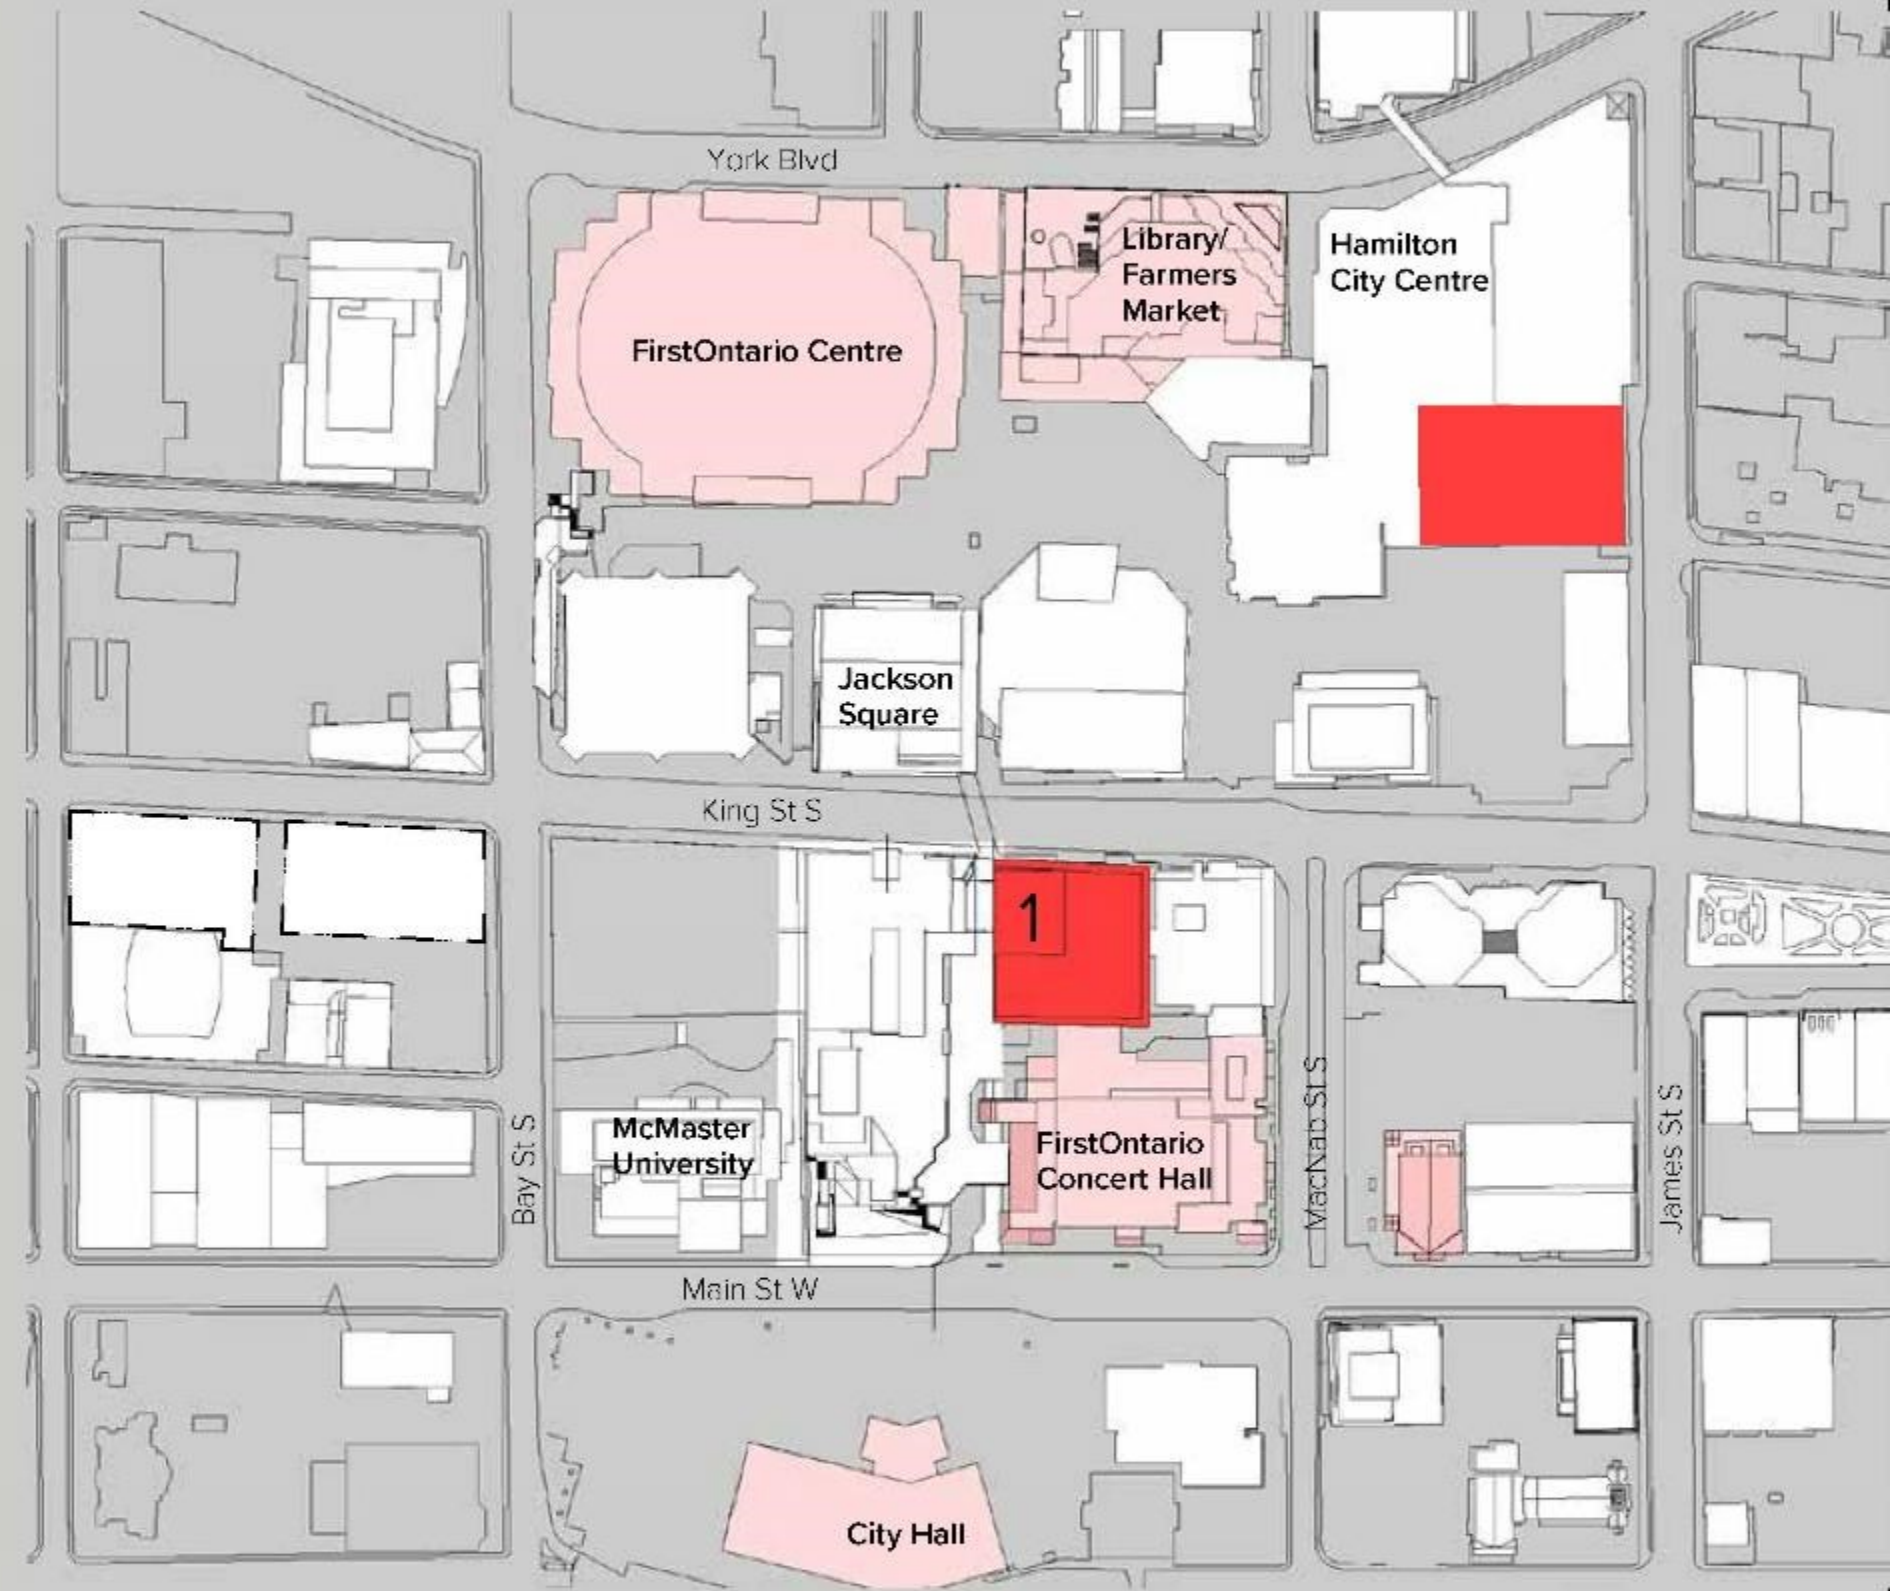 York Blvd
Library/
Farmers
Market
Hamilton
City Centre
FirstOntario Centre
Jackson
Square
King St S
1
McMaster
University
FirstOntario
Concert Hall
Bay St S
MacNab St S
James St S
Main St W
City Hall